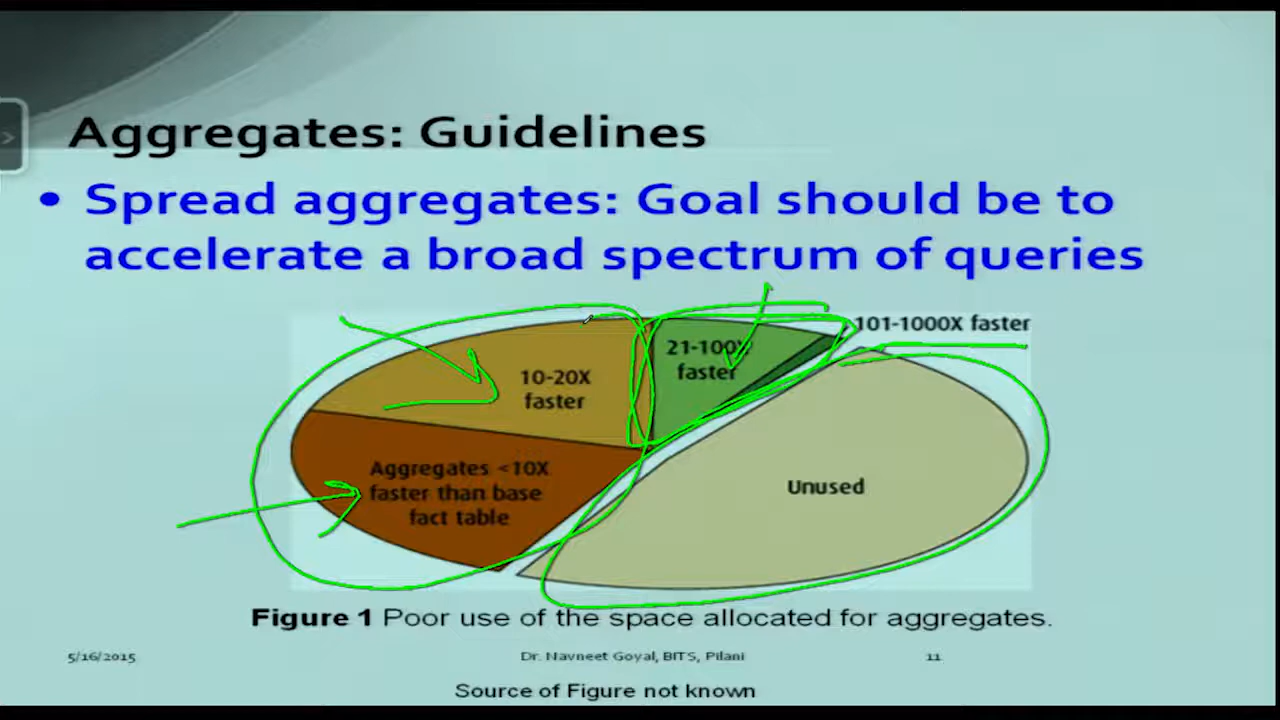 Aggregates: Guidelines
• Spread aggregates: Goal should be to
accelerate a broad spectrum of queries
101-1000X faster
21-100X
faster
10-20X
faster
Aggregates <10X
faster than base
fact table
Unused
Figure 1 Poor use of the space allocated for aggregates.
5/16/2015
Dr. Navneet Goyal, BITS, Pilani
11
Source of Figure not known